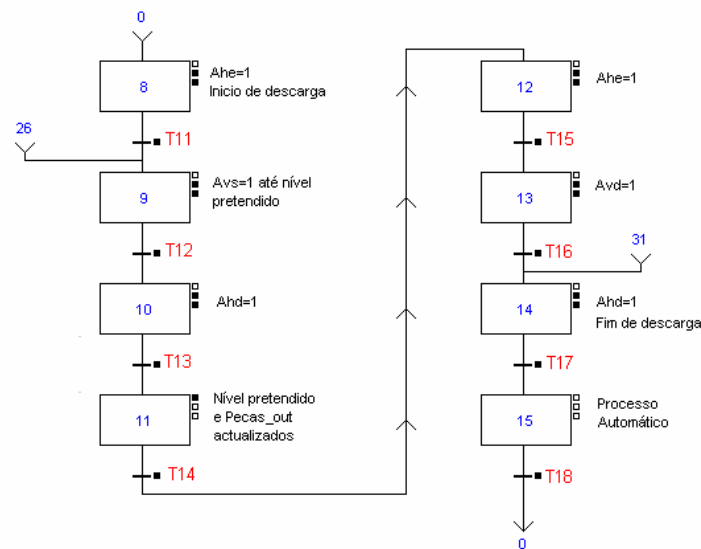 0
8
Ahe=1
Inicio de descarga
T11
26
9
Avs=1 até nível
pretendido
T12
10
Ahd=1
T13
11
Nível pretendido
e Pecas_out
actualizados
T14
12
Ahe=1
T15
13
Avd=1
T16
31
14
Ahd=1
Fim de descarga
T17
15
Processo
Automático
T18
0